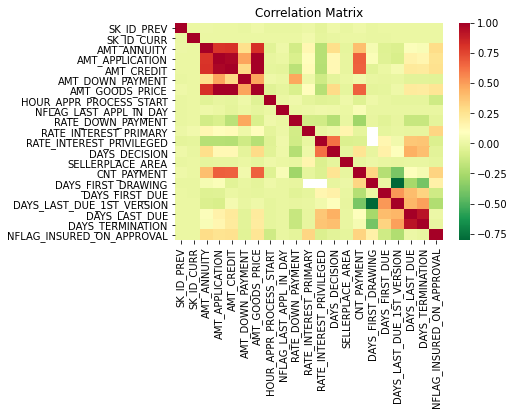 Correlation Matrix
SK_ID_PREV
SK_ID_CURR
AMT_ANNUITY
AMT_APPLICATION
AMT_CREDIT
AMT_DOWN_PAYMENT
AMT_GOODS_PRICE
HOUR_APPR_PROCESS_START
NFLAG_LAST_APPL_IN_DAY
RATE_DOWN_PAYMENT
RATE_INTEREST_PRIMARY
RATE_INTEREST_PRIVILEGED
DAYS_DECISION
SELLERPLACE_AREA
CNT_PAYMENT
DAYS_FIRST_DRAWING
DAYS_FIRST_DUE
DAYS_LAST_DUE_1ST_VERSION
DAYS_LAST_DUE
DAYS_TERMINATION
NFLAG_INSURED_ON_APPROVAL
SK_ID_PREV
SK_ID_CURR
AMT_ANNUITY
AMT_APPLICATION
AMT_CREDIT
AMT_DOWN_PAYMENT
AMT_GOODS_PRICE
HOUR_APPR_PROCESS_START
NFLAG_LAST_APPL_IN_DAY
RATE_DOWN_PAYMENT
RATE_INTEREST_PRIMARY
RATE_INTEREST_PRIVILEGED
DAYS_DECISION
SELLERPLACE_AREA
CNT_PAYMENT
DAYS_FIRST_DRAWING
DAYS_FIRST_DUE
DAYS_LAST_DUE_1ST_VERSION
DAYS_LAST_DUE
DAYS_TERMINATION
NFLAG_INSURED_ON_APPROVAL
1.00
0.75
0.50
0.25
0.00
−0.25
−0.50
−0.75